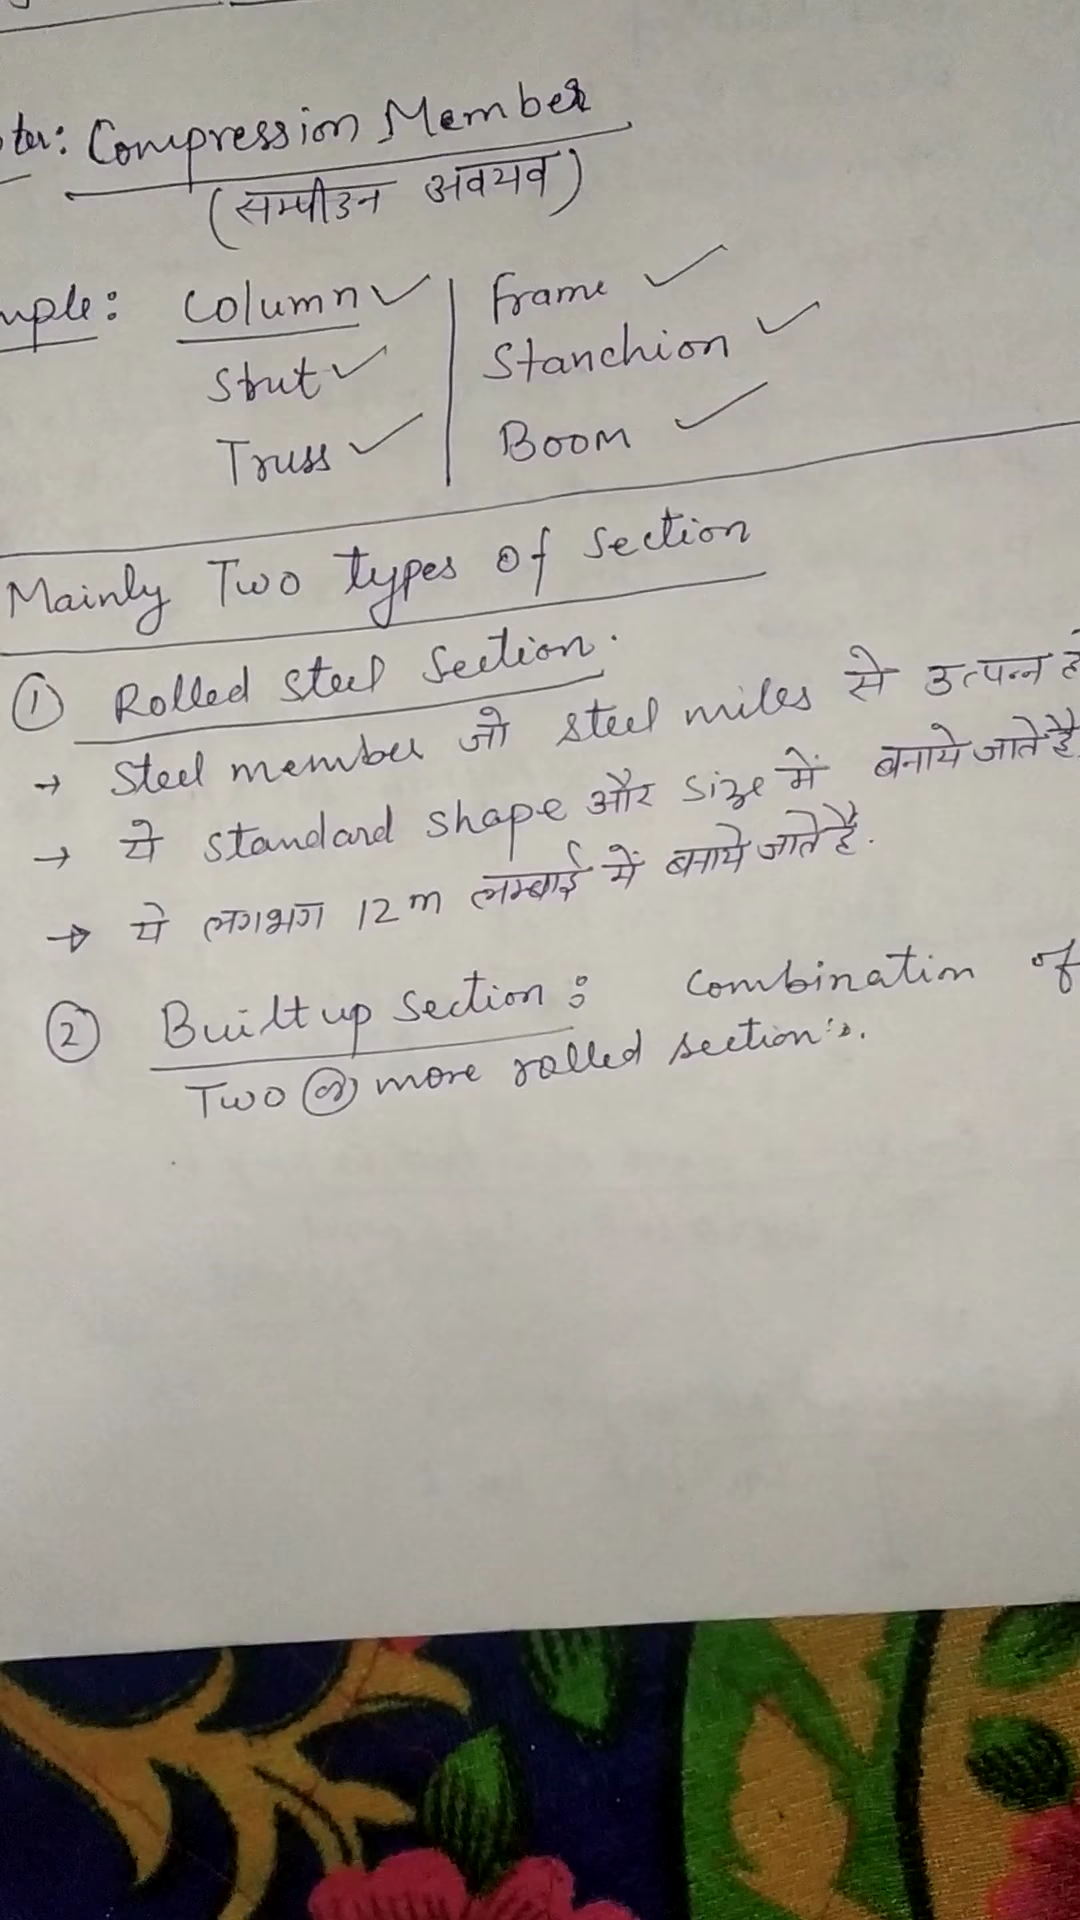 ter: Compression Member
(सम्पीडन अवयव)
mple: Column ✓ | Frame ✓
Strut ✓ | Stanchion ✓
Truss ✓ | Boom ✓
Mainly Two types of Section
① Rolled Steel Section.
→ Steel member जो steel miles से उत्पन्न
→ ये standard shape और size में बनाये जाते है
→ ये लगभग 12m लम्बाई में बनाये जाते है.
② Built up section: Combination of
Two or more rolled section's.